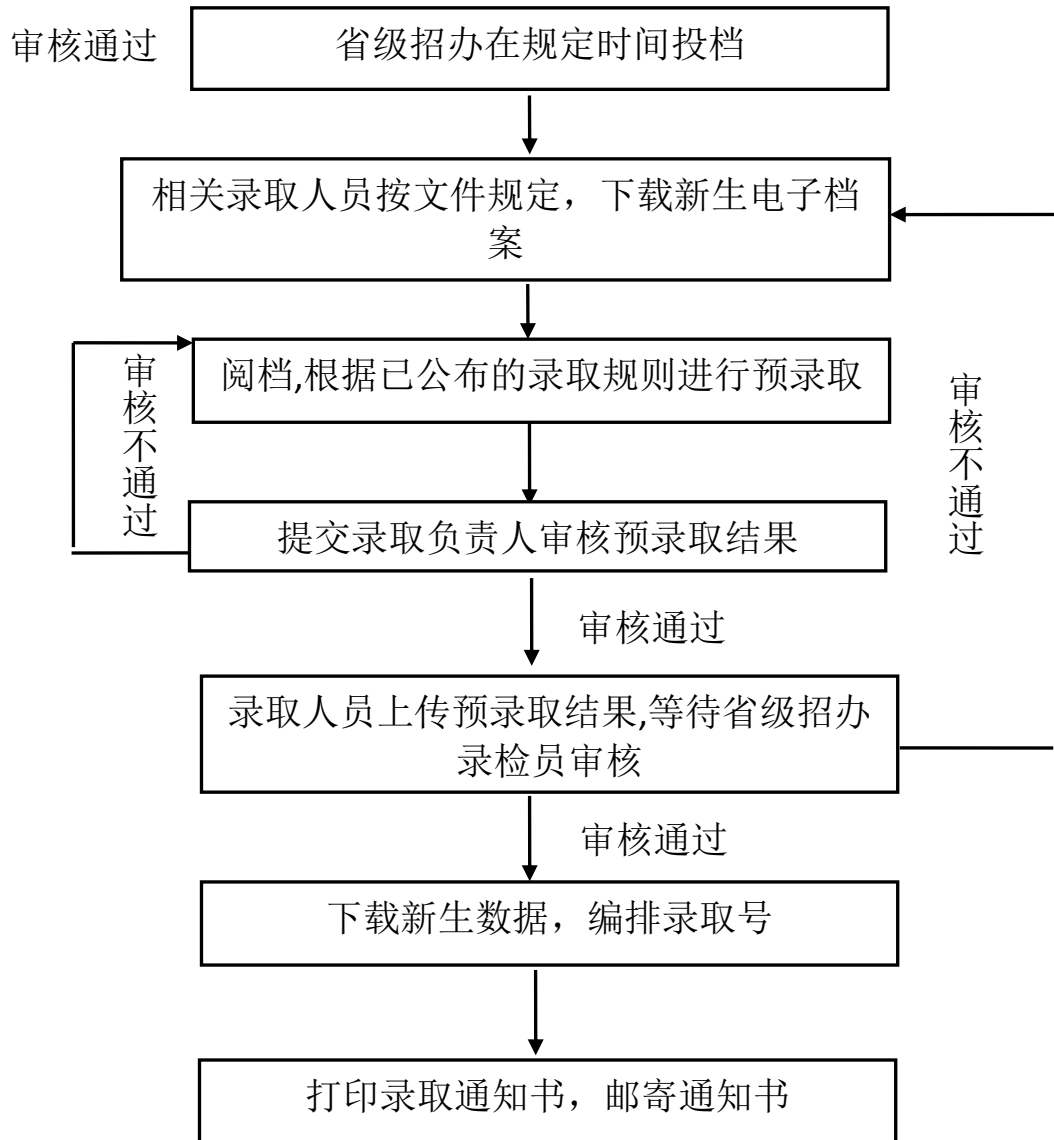 审核通过
省级招办在规定时间投档
相关录取人员按文件规定，下载新生电子档
案
阅档,根据已公布的录取规则进行预录取
审核不通过
审核不通过
提交录取负责人审核预录取结果
审核通过
录取人员上传预录取结果,等待省级招办
录检员审核
审核通过
下载新生数据，编排录取号
打印录取通知书，邮寄通知书